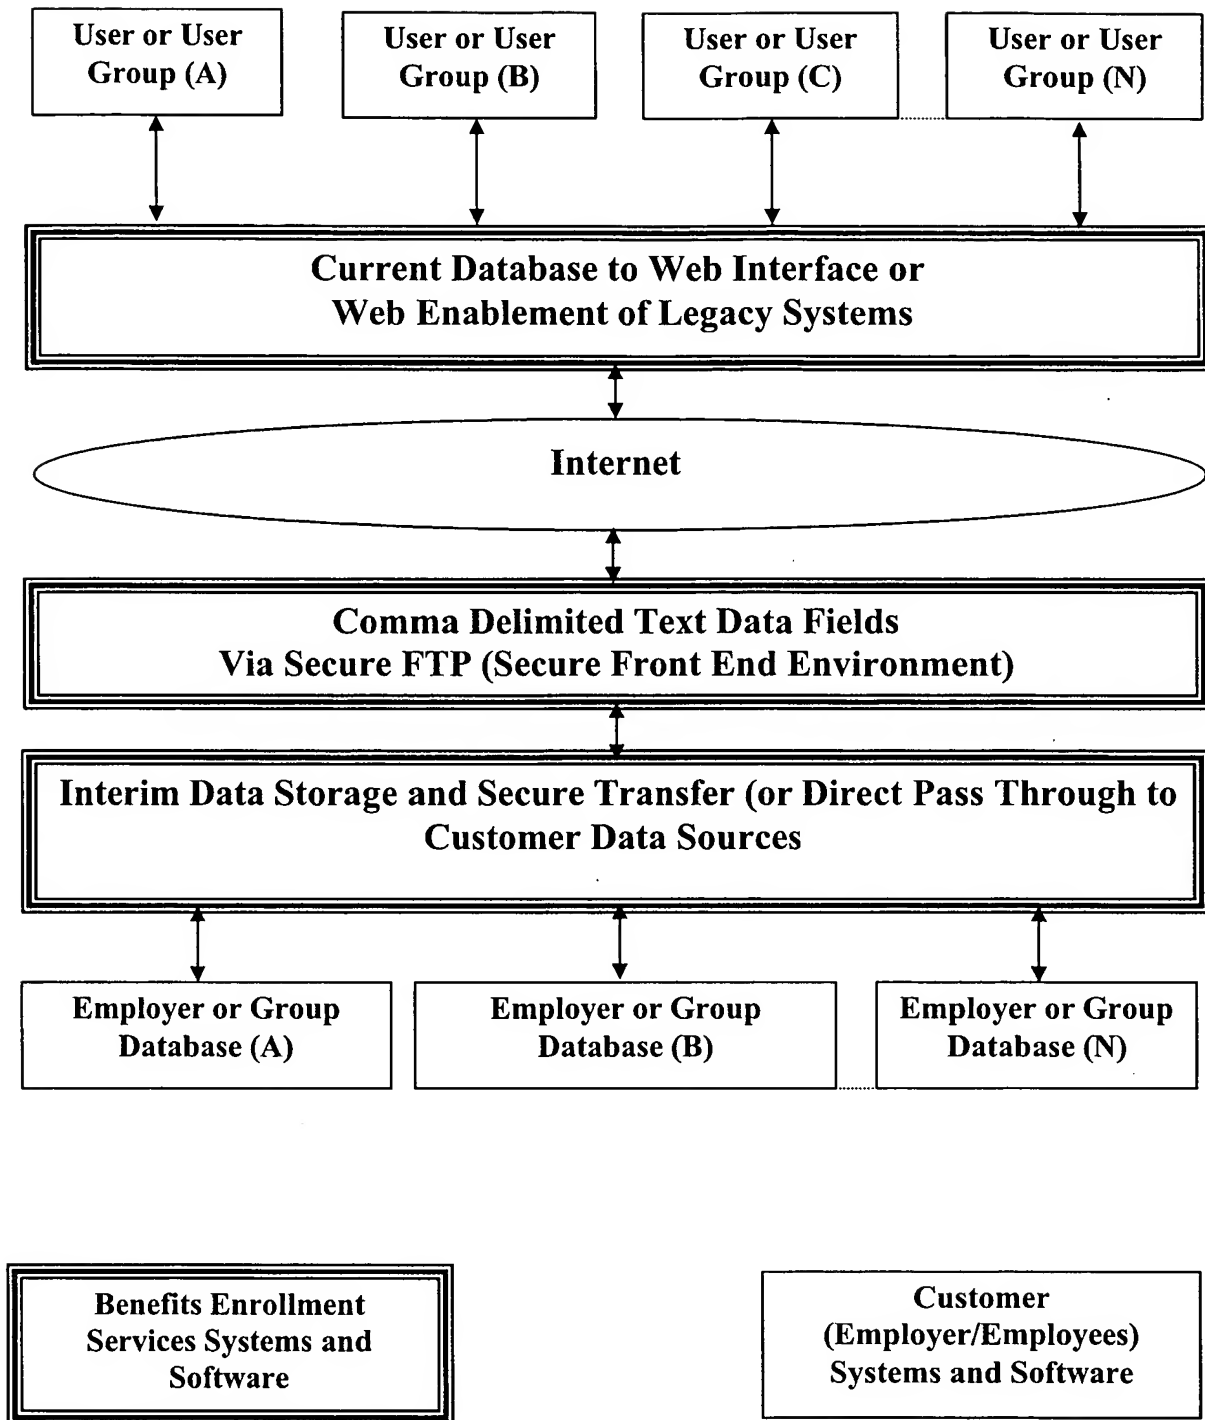 User or User
Group (A)
User or User
Group (B)
User or User
Group (C)
User or User
Group (N)
Current Database to Web Interface or
Web Enablement of Legacy Systems
Internet
Comma Delimited Text Data Fields
Via Secure FTP (Secure Front End Environment)
Interim Data Storage and Secure Transfer (or Direct Pass Through to
Customer Data Sources
Employer or Group
Database (A)
Employer or Group
Database (B)
Employer or Group
Database (N)
Benefits Enrollment
Services Systems and
Software
Customer
(Employer/Employees)
Systems and Software